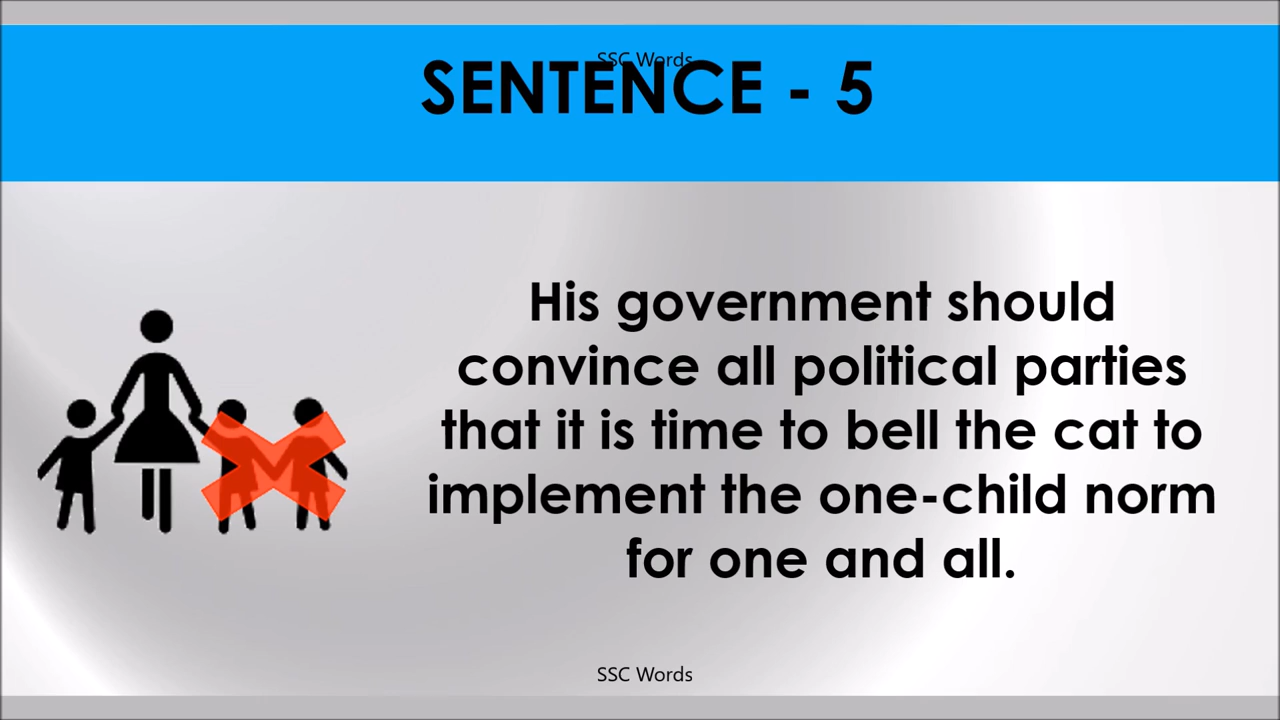 SSC Words
SENTENCE - 5
His government should
convince all political parties
that it is time to bell the cat to
implement the one-child norm
for one and all.
SSC Words